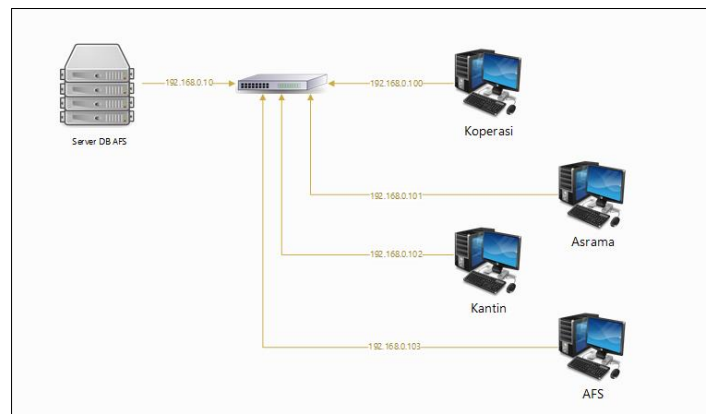 192.168.0.10
192.168.0.100
Server DB AFS
Koperasi
192.168.0.101
Asrama
192.168.0.102
Kantin
192.168.0.103
AFS